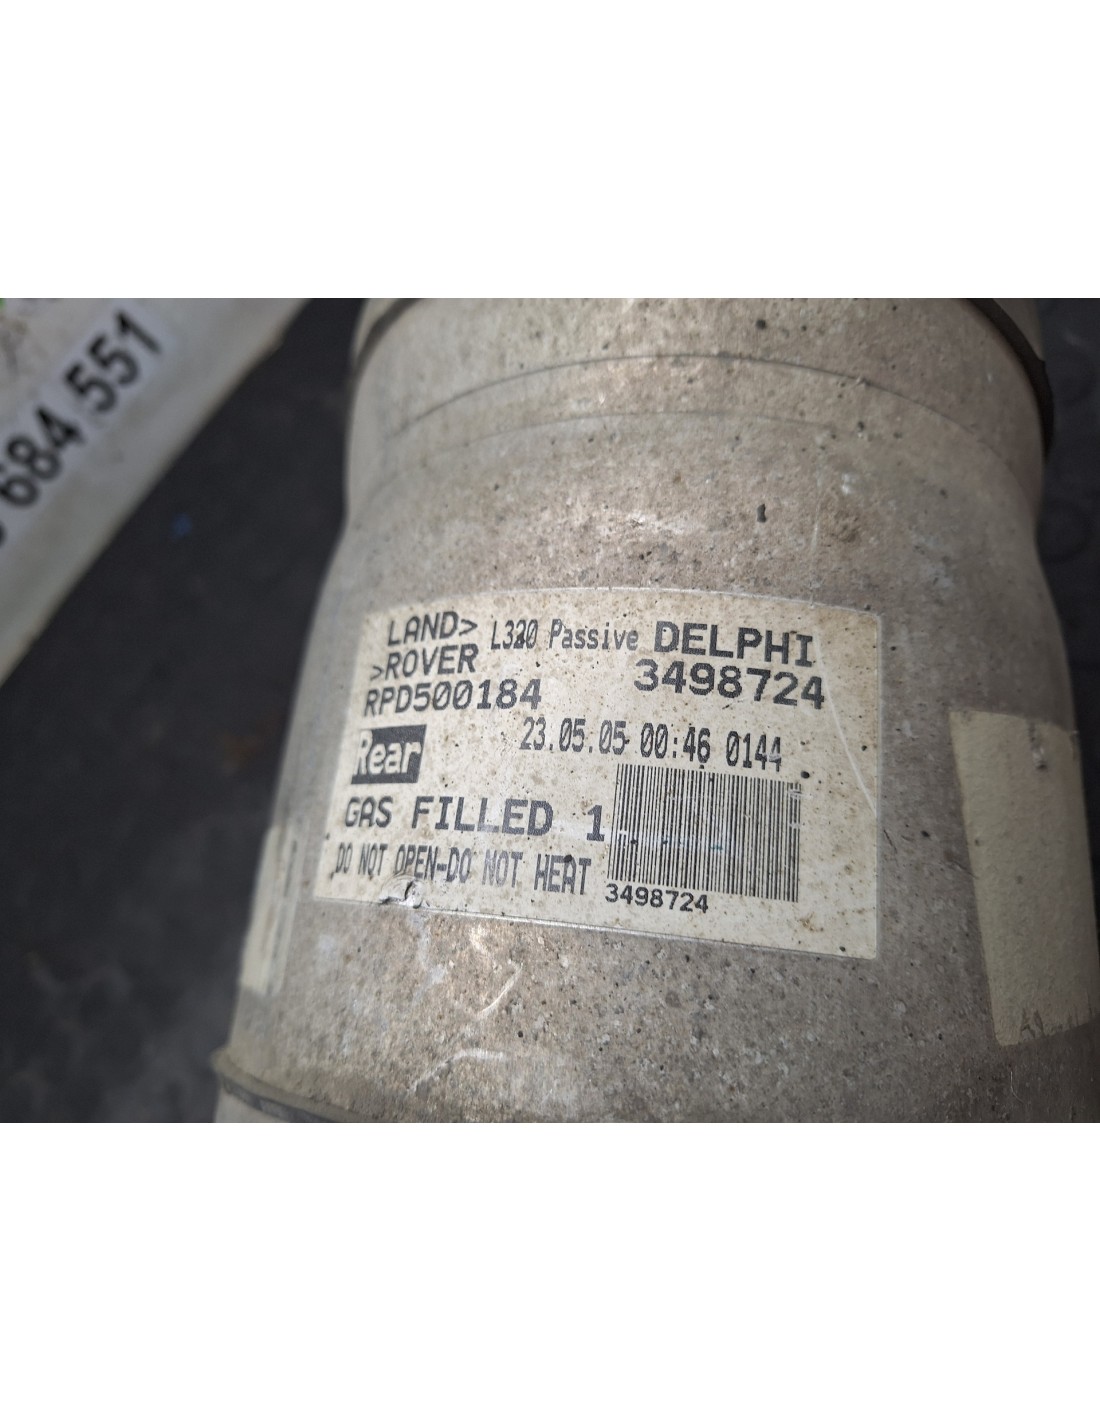 684 551
LAND> L320 Passive DELPHI
>ROVER 3498724
RPD500184
Rear 23.05.05 00:46 0144
GAS FILLED 1
DO NOT OPEN-DO NOT HEAT
3498724